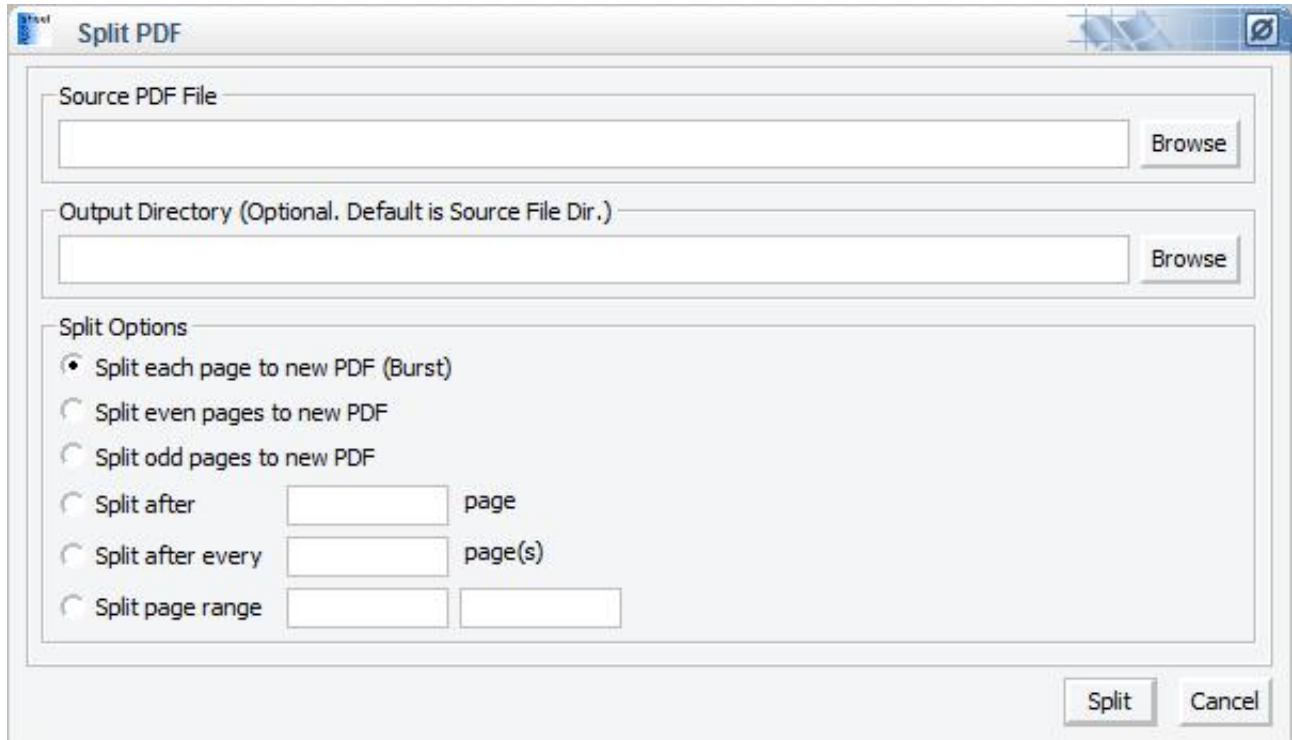 Split PDF
Source PDF File
Browse
Output Directory (Optional. Default is Source File Dir.)
Browse
Split Options
Split each page to new PDF (Burst)
Split even pages to new PDF
Split odd pages to new PDF
Split after page
Split after every page(s)
Split page range
Split Cancel